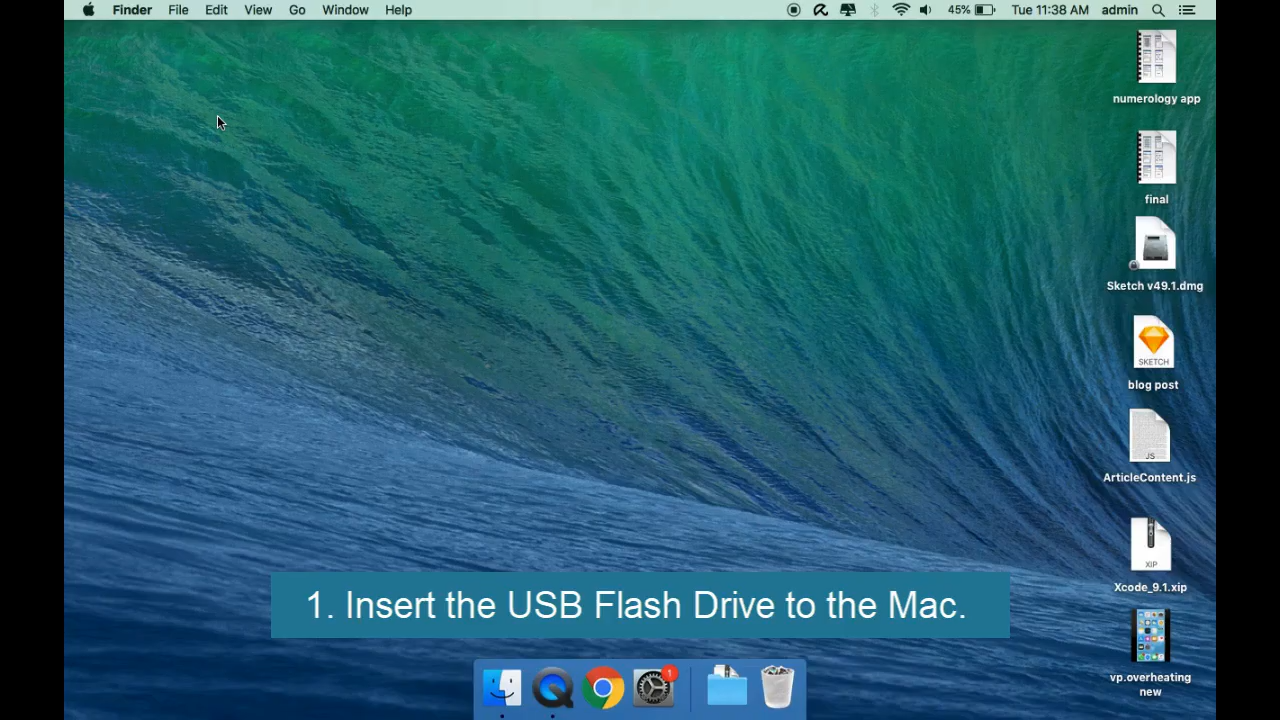 Finder File Edit View Go Window Help 45% Tue 11:38 AM admin
numerology app
final
Sketch v49.1.dmg
SKETCH
blog post
JS
ArticleContent.js
XIP
Xcode_9.1.xip
1. Insert the USB Flash Drive to the Mac.
vp.overheating
new
1